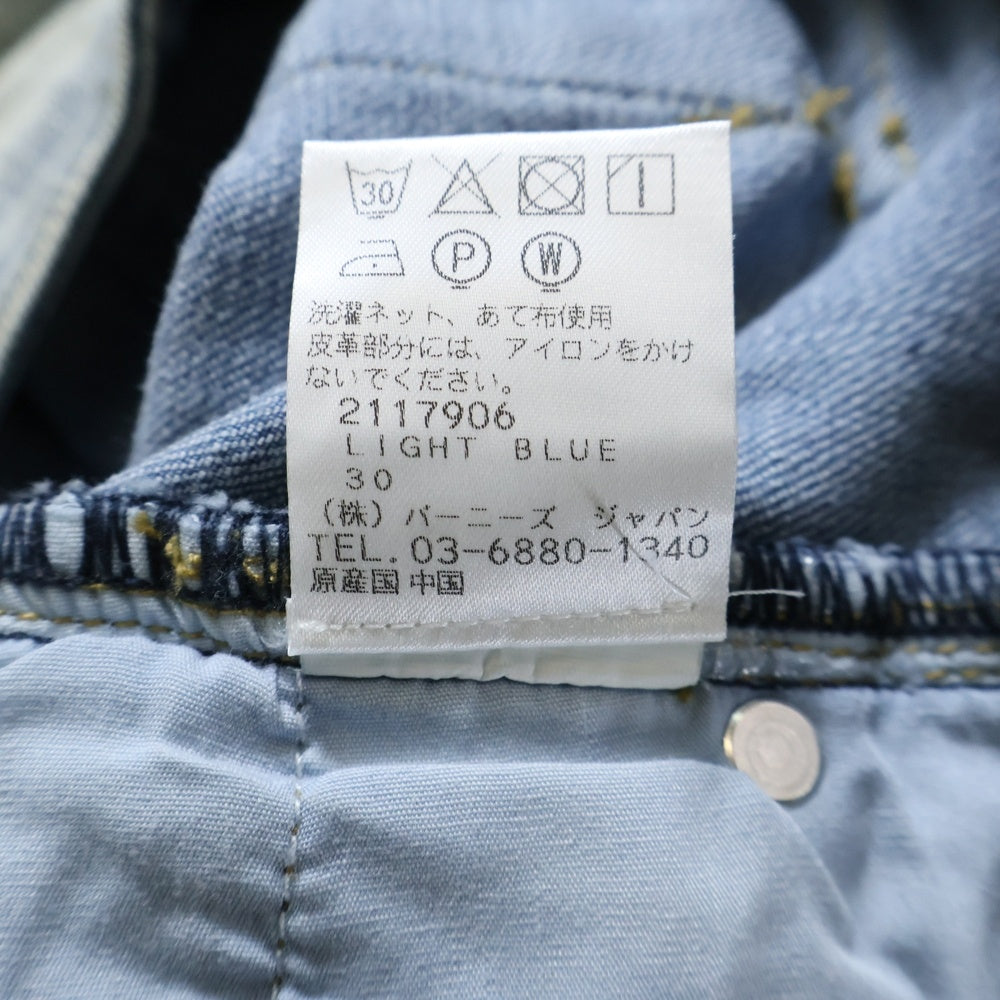 30
P W
洗濯ネット、あて布使用
皮革部分には、アイロンをかけ
ないでください。
2117906
LIGHT BLUE
30
（株）バーニーズ ジャパン
TEL. 03-6880-1340
原産国 中国